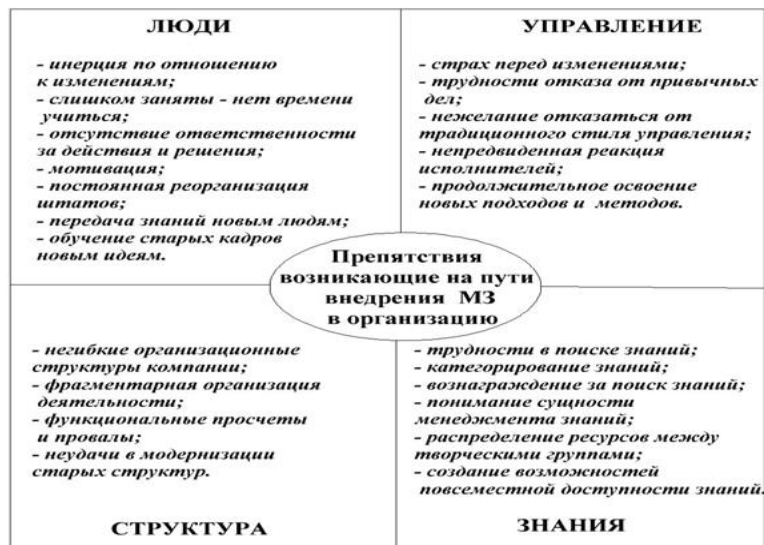 ЛЮДИ
- инерция по отношению
к изменениям;
- слишком заняты - нет времени
учиться;
- отсутствие ответственности
за действия и решения;
- мотивация;
- постоянная реорганизация
штатов;
- передача знаний новым людям;
- обучение старых кадров
новым идеям.
УПРАВЛЕНИЕ
- страх перед изменениями;
- трудности отказа от привычных
дел;
- нежелание отказаться от
традиционного стиля управления;
- непредвиденная реакция
исполнителей;
- продолжительное освоение
новых подходов и методов.
Препятствия
возникающие на пути
внедрения МЗ
в организацию
- негибкие организационные
структуры компании;
- фрагментарная организация
деятельности;
- функциональные просчеты
и провалы;
- неудачи в модернизации
старых структур.
СТРУКТУРА
- трудности в поиске знаний;
- категорирование знаний;
- вознаграждение за поиск знаний;
- понимание сущности
менеджмента знаний;
- распределение ресурсов между
творческими группами;
- создание возможностей
повсеместной доступности знаний.
ЗНАНИЯ